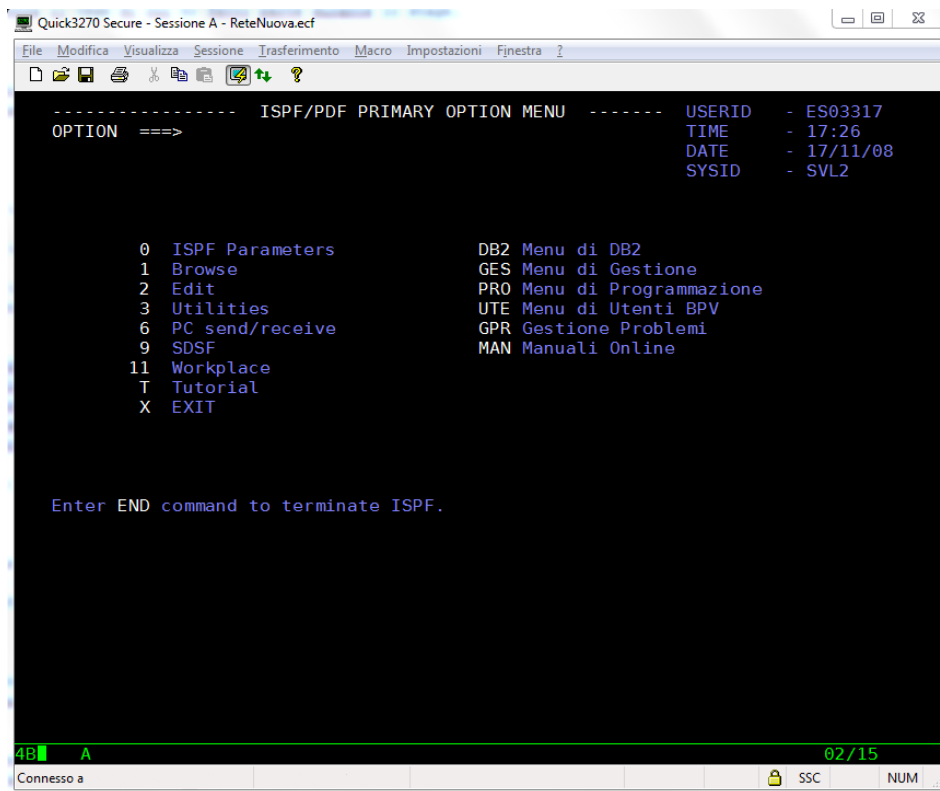 Quick3270 Secure - Sessione A - ReteNuova.ecf
File Modifica Visualizza Sessione Trasferimento Macro Impostazioni Finestra ?
----------------- ISPF/PDF PRIMARY OPTION MENU ------- USERID - ES03317
OPTION ===> TIME - 17:26
DATE - 17/11/08
SYSID - SVL2
0 ISPF Parameters DB2 Menu di DB2
1 Browse GES Menu di Gestione
2 Edit PRO Menu di Programmazione
3 Utilities UTE Menu di Utenti BPV
6 PC send/receive GPR Gestione Problemi
9 SDSF MAN Manuali Online
11 Workplace
T Tutorial
X EXIT
Enter END command to terminate ISPF.
4B A 02/15
Connesso a SSC NUM